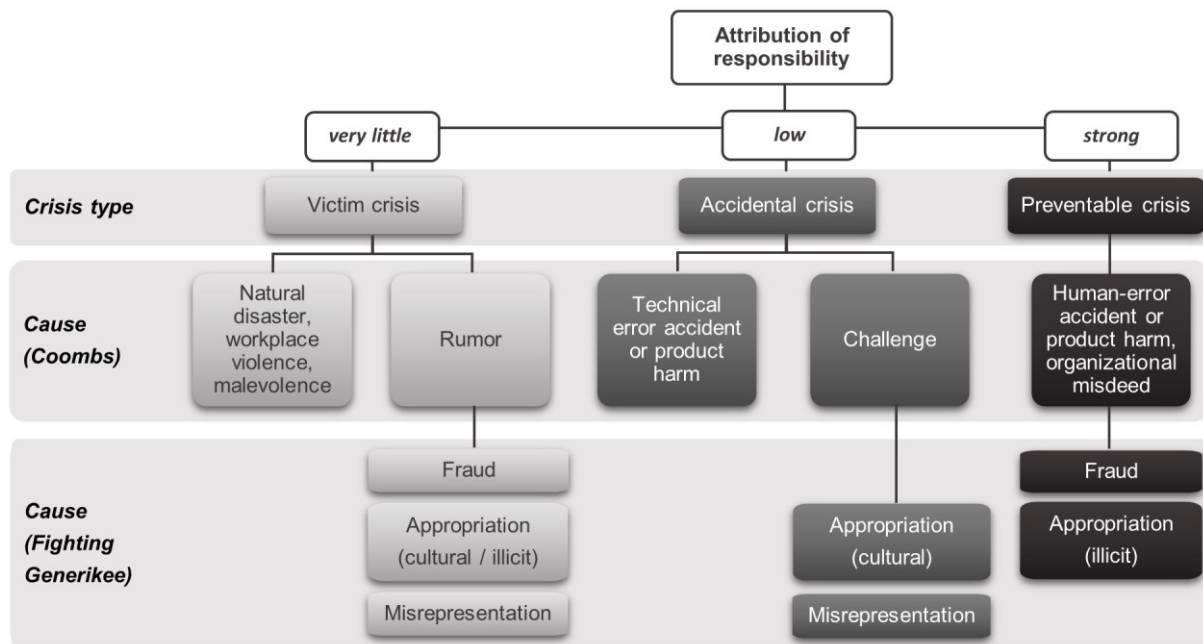 Attribution of
responsibility
very little
low
strong
Crisis type
Victim crisis
Accidental crisis
Preventable crisis
Cause
(Coombs)
Natural
disaster,
workplace
violence,
malevolence
Rumor
Technical
error accident
or product
harm
Challenge
Human-error
accident or
product harm,
organizational
misdeed
Cause
(Fighting
Generikee)
Fraud
Appropriation
(cultural / illicit)
Misrepresentation
Appropriation
(cultural)
Misrepresentation
Fraud
Appropriation
(illicit)